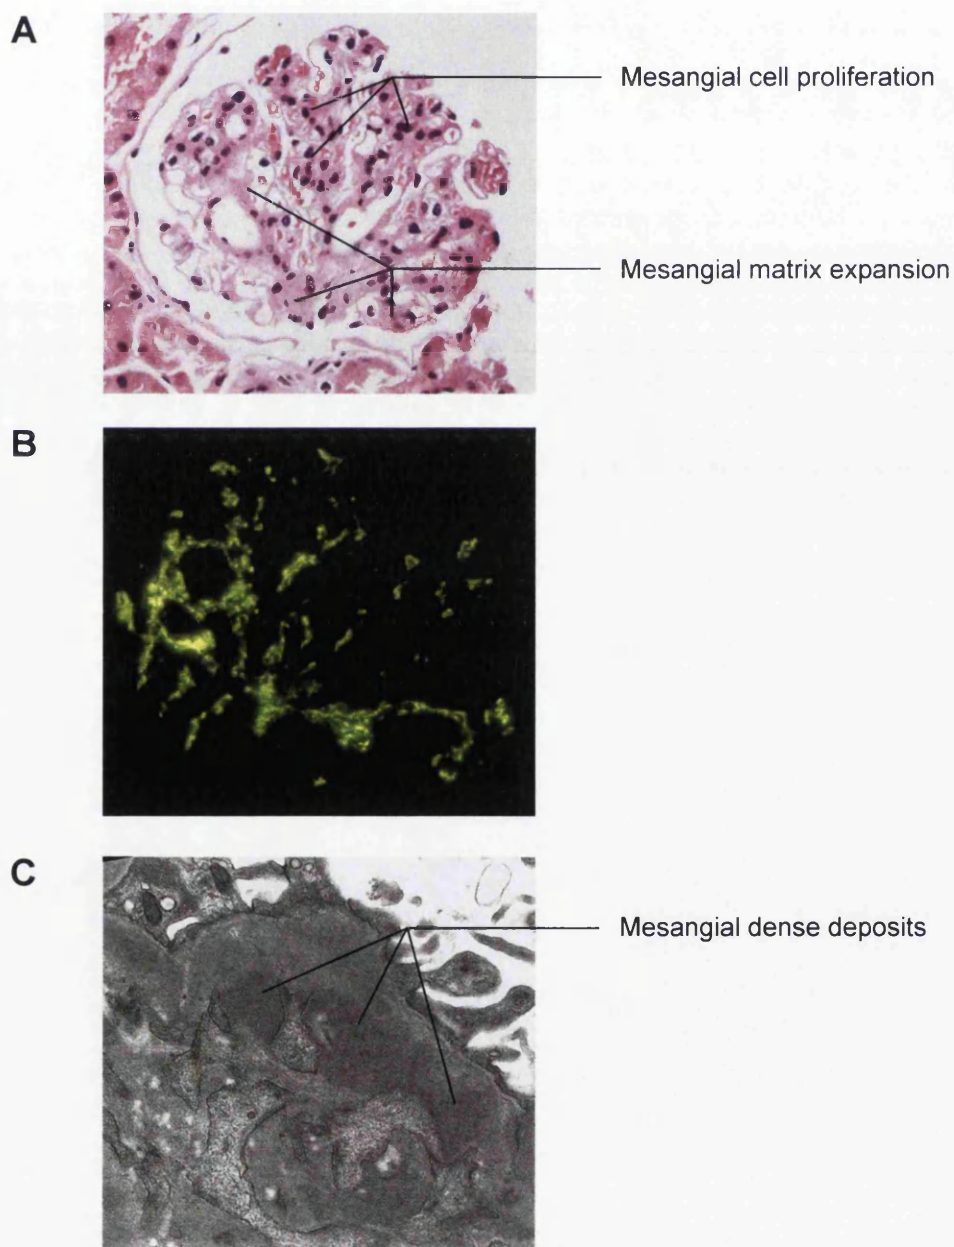 A
Mesangial cell proliferation
Mesangial matrix expansion
B
C
Mesangial dense deposits